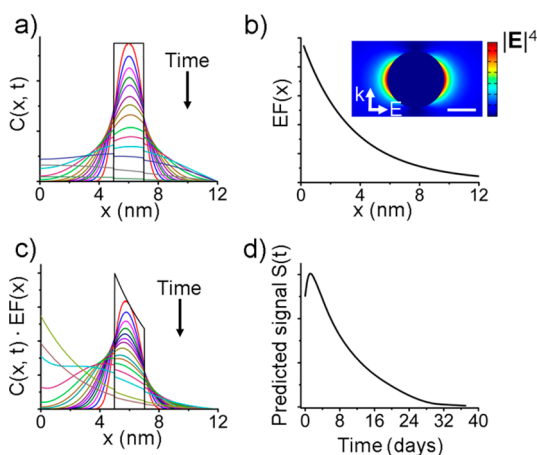 a)
C(x, t)
Time
0 4 8 12
x (nm)
b)
EF(x)
|E|⁴
k
E
0 4 8 12
x (nm)
c)
C(x, t) · EF(x)
Time
0 4 8 12
x (nm)
d)
Predicted signal S(t)
0 8 16 24 32 40
Time (days)